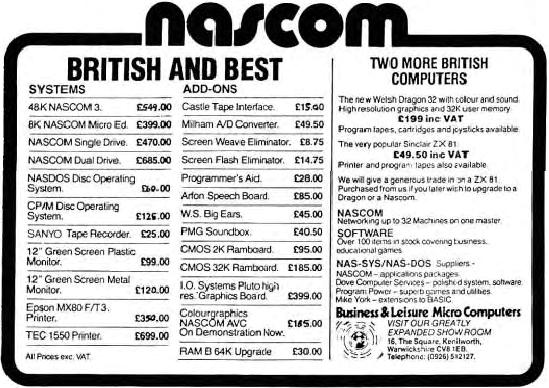 nascom
BRITISH AND BEST
SYSTEMS
48K NASCOM 3. £549.00
8K NASCOM Micro Ed. £399.00
NASCOM Single Drive. £470.00
NASCOM Dual Drive. £685.00
NASDOS Disc Operating
System.
CP/M Disc Operating
System.
SANYO Tape Recorder. £25.00
12" Green Screen Plastic
Monitor. £99.00
12" Green Screen Metal
Monitor. £120.00
Epson MX80 F/T3.
Printer.
TEC 1550 Printer. £699.00
All Prices exc. VAT.
ADD-ONS
Castle Tape Interface.
Milham A/D Converter. £49.50
Screen Weave Eliminator. £8.75
Screen Flash Eliminator. £14.75
Programmer's Aid. £28.00
Arfon Speech Board. £85.00
W.S. Big Ears. £45.00
PMG Soundbox. £40.50
CMOS 2K Ramboard. £95.00
CMOS 32K Ramboard. £185.00
I.O. Systems Pluto high
res. Graphics Board. £399.00
Colourgraphics
NASCOM AVC
On Demonstration Now.
RAM B 64K Upgrade £30.00
TWO MORE BRITISH
COMPUTERS
The new Welsh Dragon 32 with colour and sound.
High resolution graphics and 32K user memory
£199 inc VAT
Program tapes, cartridges and joysticks available.
The very popular Sinclair ZX 81.
£49.50 inc VAT
Printer and program tapes also available.
We will give a generous trade in on a ZX 81
Purchased from us if you later wish to upgrade to a
Dragon or a Nascom.
NASCOM
Networking up to 32 Machines on one master.
SOFTWARE
Over 100 items in stock covering business,
educational games.
NAS-SYS/NAS-DOS Suppliers -
NASCOM – applications packages.
Dove Computer Services – polished system, software.
Program Power – superb games and utilities.
Mike York – extensions to BASIC.
Business & Leisure Micro Computers
VISIT OUR GREATLY
EXPANDED SHOWROOM
16, The Square, Kenilworth,
Warwickshire CV8 1EB.
Telephone: (0926) 512127.